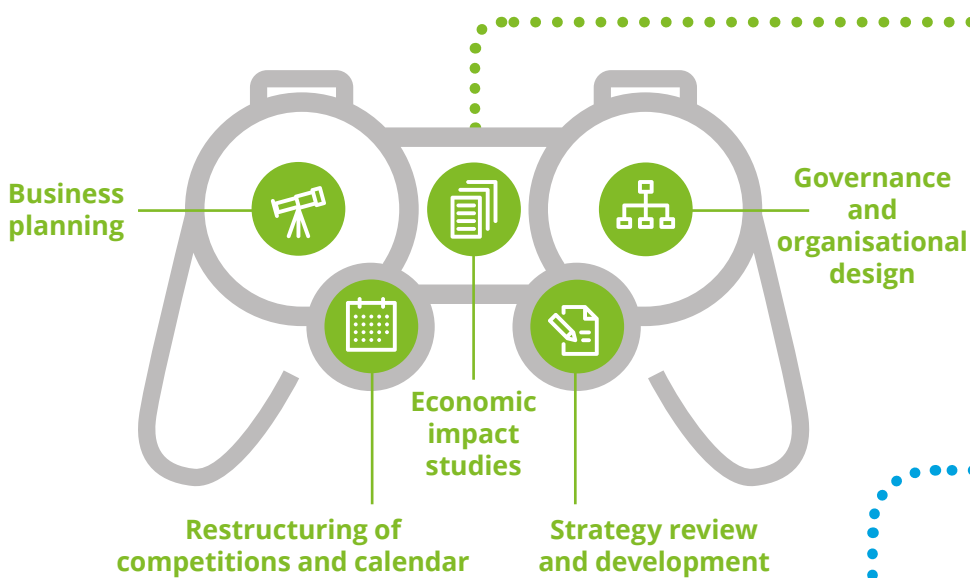 Business
planning
Governance
and
organisational
design
Economic
impact
studies
Restructuring of
competitions and calendar
Strategy review
and development